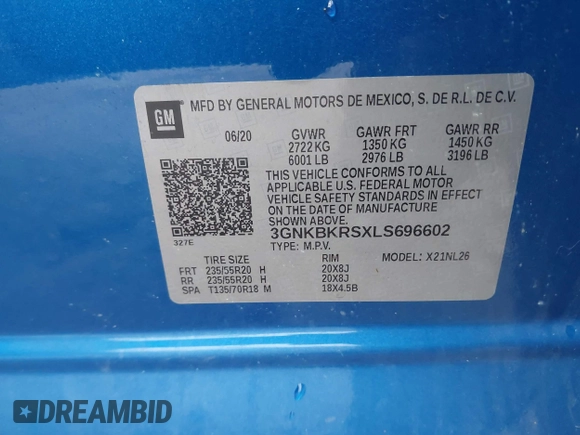 GM
MFD BY GENERAL MOTORS DE MEXICO, S. DE R.L. DE C.V.
06/20 GVWR GAWR FRT GAWR RR
2722 KG 1350 KG 1450 KG
6001 LB 2976 LB 3196 LB
THIS VEHICLE CONFORMS TO ALL
APPLICABLE U.S. FEDERAL MOTOR
VEHICLE SAFETY STANDARDS IN
EFFECT ON THE DATE OF MANUFACTURE
SHOWN ABOVE.
3GNKBKRSXLS696602
327E TYPE: M.P.V. MODEL: X21NL26
TIRE SIZE RIM
FRT 235/55R20 H 20X8J
RR 235/55R20 H 20X8J
SPA T135/70R18 M 18X4.5B
DREAMBID